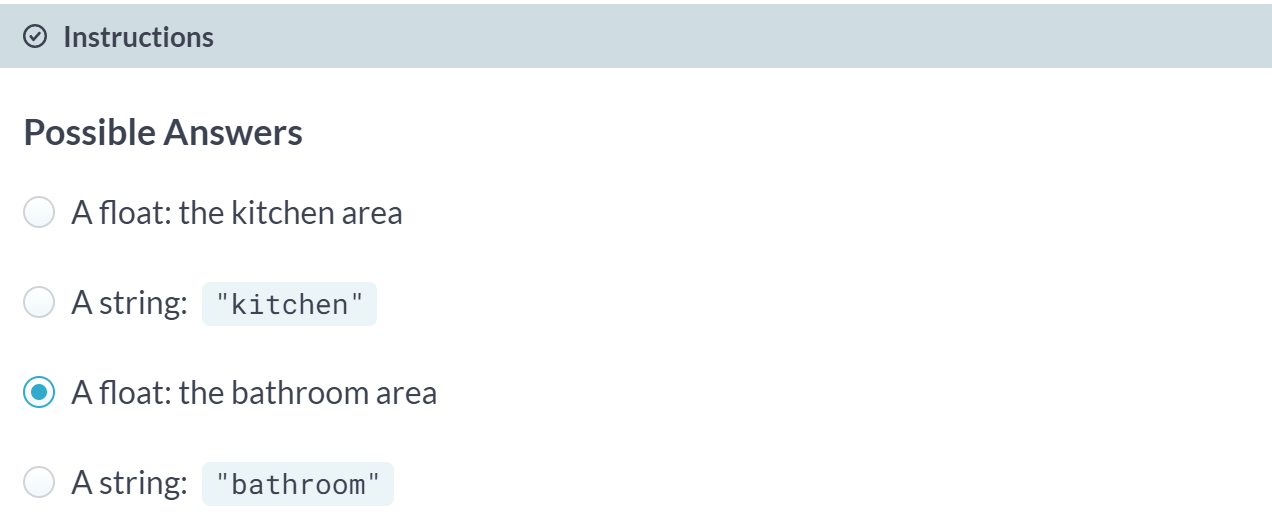 Instructions
Possible Answers
A float: the kitchen area
A string: "kitchen"
A float: the bathroom area
A string: "bathroom"